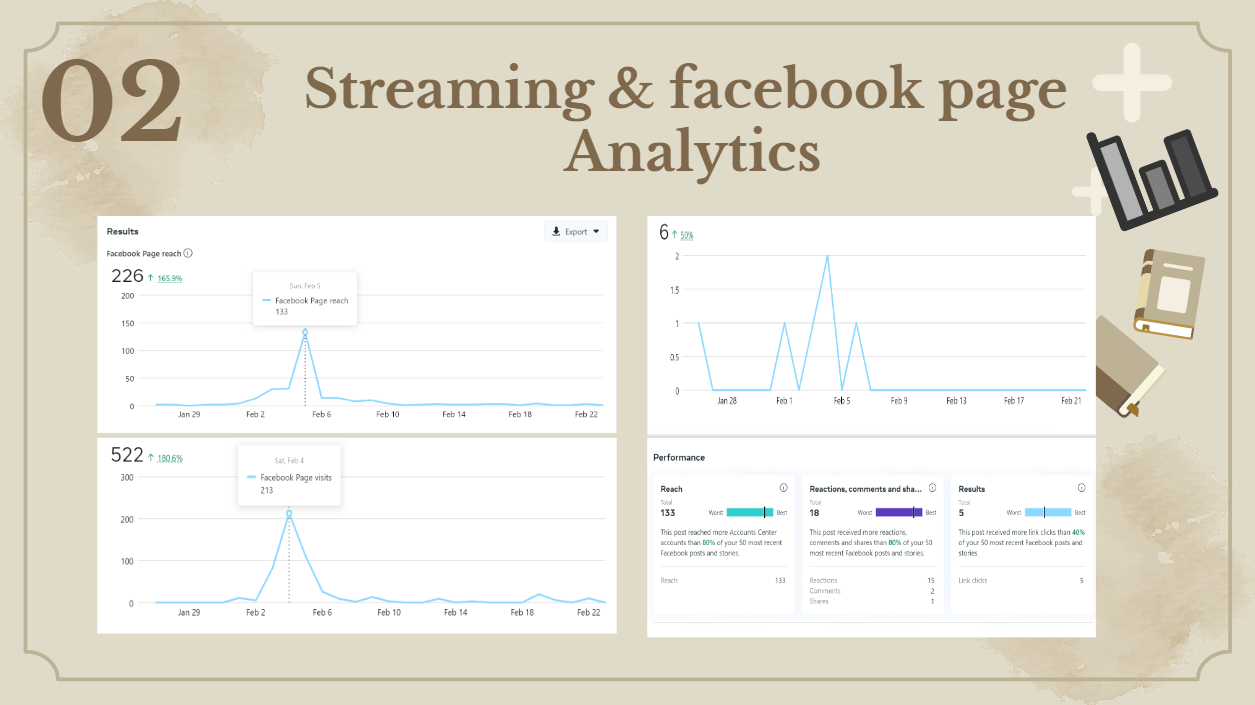 02
Streaming & facebook page
Analytics
Results
Export
Facebook Page reach
226 ↑ 165.9%
Sun, Feb 5
Facebook Page reach
133
200
150
100
50
0
Jan 29 Feb 2 Feb 6 Feb 10 Feb 14 Feb 18 Feb 22
522 ↑ 180.6%
Sat, Feb 4
Facebook Page visits
213
300
200
100
0
Jan 29 Feb 2 Feb 6 Feb 10 Feb 14 Feb 18 Feb 22
6 ↑ 50%
2
1.5
1
0.5
0
Jan 28 Feb 1 Feb 5 Feb 9 Feb 13 Feb 17 Feb 21
Performance
Reach
Total
133 Worst Best
This post reached more Accounts Center
accounts than 80% of your 50 most recent
Facebook posts and stories.
Reach 133
Reactions, comments and sha...
Total
18 Worst Best
This post received more reactions,
comments and shares than 80% of your 50
most recent Facebook posts and stories.
Reactions 15
Comments 2
Shares 1
Results
Total
5 Worst Best
This post received more link clicks than 40%
of your 50 most recent Facebook posts and
stories.
Link clicks 5